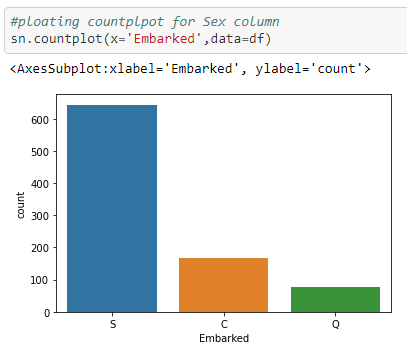 #ploating countplpot for Sex column
sn.countplot(x='Embarked',data=df)
<AxesSubplot:xlabel='Embarked', ylabel='count'>
600
500
400
300
200
100
0
count
S C Q
Embarked